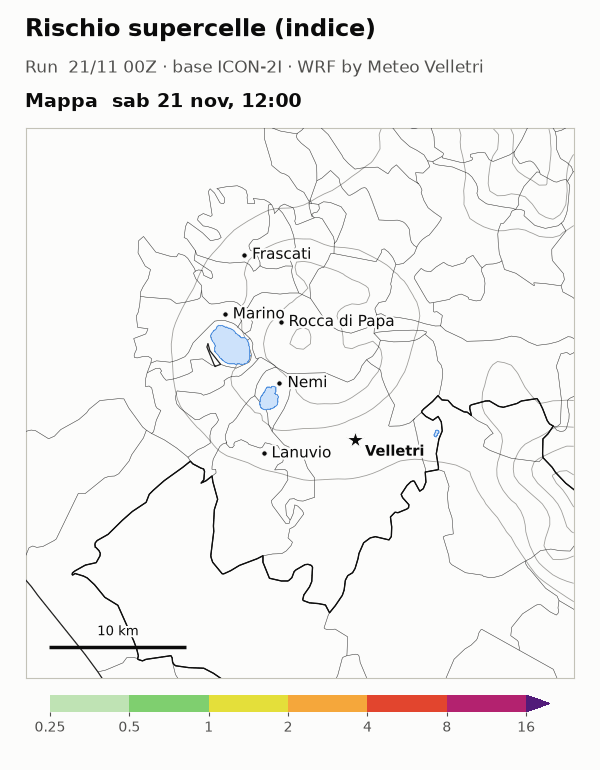 Rischio supercelle (indice)
Run  21/11 00Z · base ICON-2I · WRF by Meteo Velletri
Mappa  sab 21 nov, 12:00
Frascati
Marino
Rocca di Papa
Nemi
Velletri
Lanuvio
10 km
0.25 0.5 1 2 4 8 16